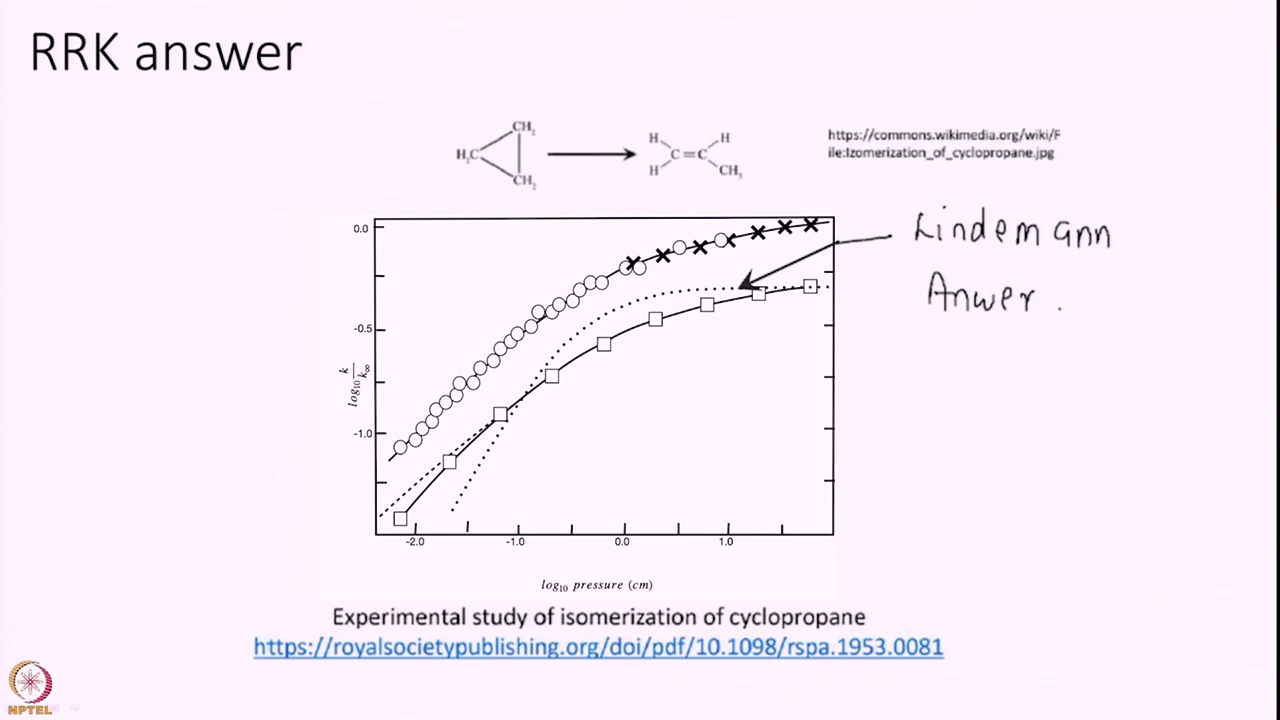 RRK answer
CH2
H2C
CH2
H
H
C=C
H
CH3
https://commons.wikimedia.org/wiki/F
ile:Izomerization_of_cyclopropane.jpg
Lindemann
Anwer.
0.0
-0.5
-1.0
log10 k/k∞
-2.0
-1.0
0.0
1.0
log10 pressure (cm)
Experimental study of isomerization of cyclopropane
https://royalsocietypublishing.org/doi/pdf/10.1098/rspa.1953.0081
NPTEL